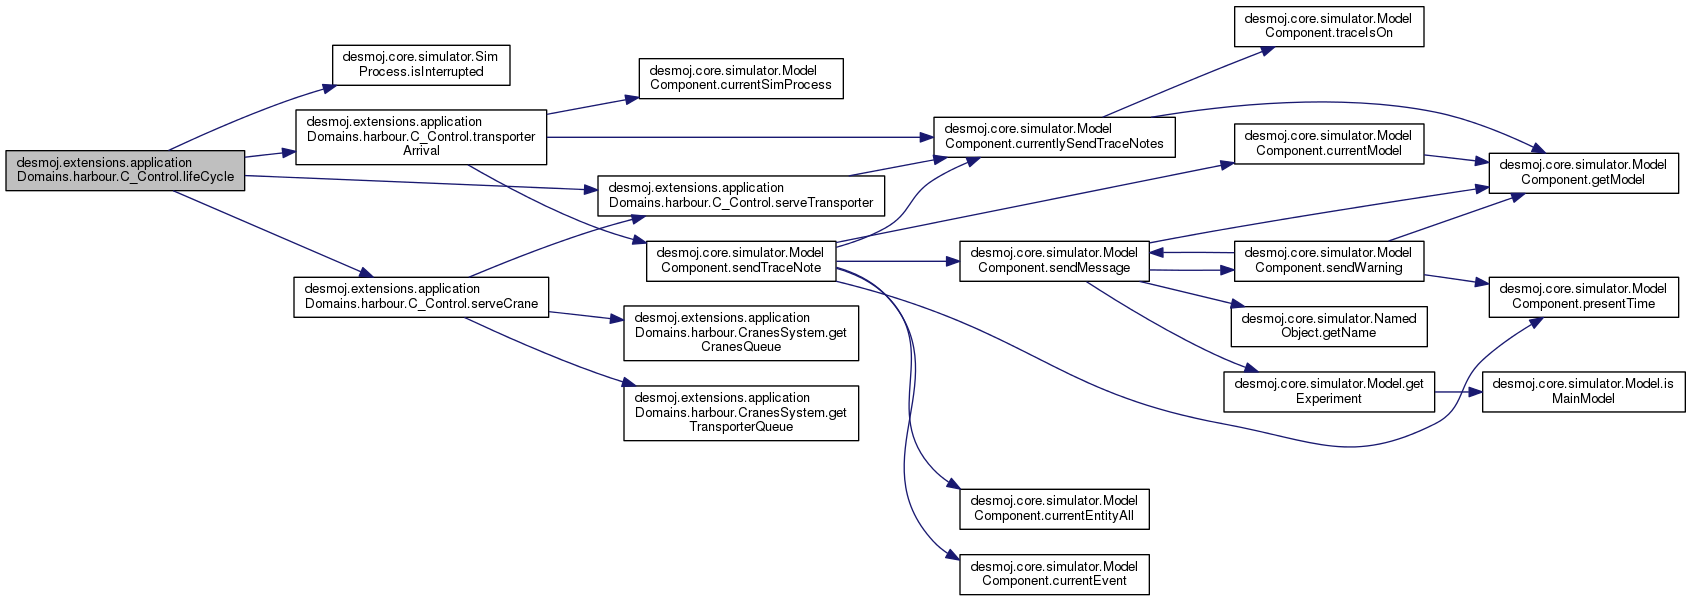 desmoj.extensions.application
Domains.harbour.C_Control.lifeCycle
desmoj.core.simulator.Sim
Process.isInterrupted
desmoj.extensions.application
Domains.harbour.C_Control.transporter
Arrival
desmoj.extensions.application
Domains.harbour.C_Control.serveCrane
desmoj.core.simulator.Model
Component.currentSimProcess
desmoj.extensions.application
Domains.harbour.C_Control.serveTransporter
desmoj.core.simulator.Model
Component.sendTraceNote
desmoj.extensions.application
Domains.harbour.CranesSystem.get
CranesQueue
desmoj.extensions.application
Domains.harbour.CranesSystem.get
TransporterQueue
desmoj.core.simulator.Model
Component.currentlySendTraceNotes
desmoj.core.simulator.Model
Component.sendMessage
desmoj.core.simulator.Model
Component.currentEntityAll
desmoj.core.simulator.Model
Component.currentEvent
desmoj.core.simulator.Model
Component.traceIsOn
desmoj.core.simulator.Model
Component.currentModel
desmoj.core.simulator.Model
Component.sendWarning
desmoj.core.simulator.Named
Object.getName
desmoj.core.simulator.Model.get
Experiment
desmoj.core.simulator.Model
Component.getModel
desmoj.core.simulator.Model
Component.presentTime
desmoj.core.simulator.Model.is
MainModel